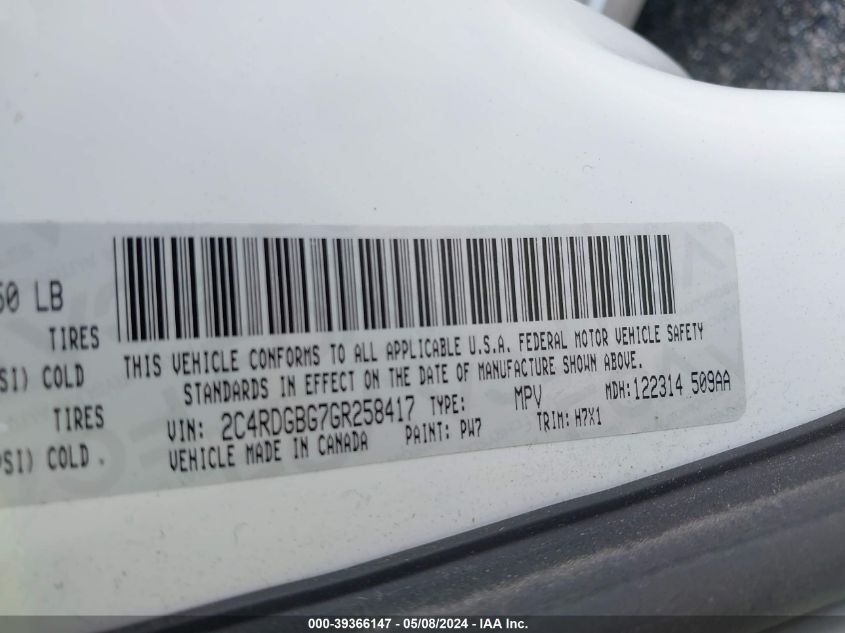 50 LB
TIRES
SI) COLD
TIRES
PSI) COLD.
THIS VEHICLE CONFORMS TO ALL APPLICABLE U.S.A. FEDERAL MOTOR VEHICLE SAFETY
STANDARDS IN EFFECT ON THE DATE OF MANUFACTURE SHOWN ABOVE.
VIN: 2C4RDGBG7GR258417 TYPE: MPV MDH:122314 509AA
VEHICLE MADE IN CANADA PAINT: PW7 TRIM: H7X1
000-39366147 - 05/08/2024 - IAA Inc.